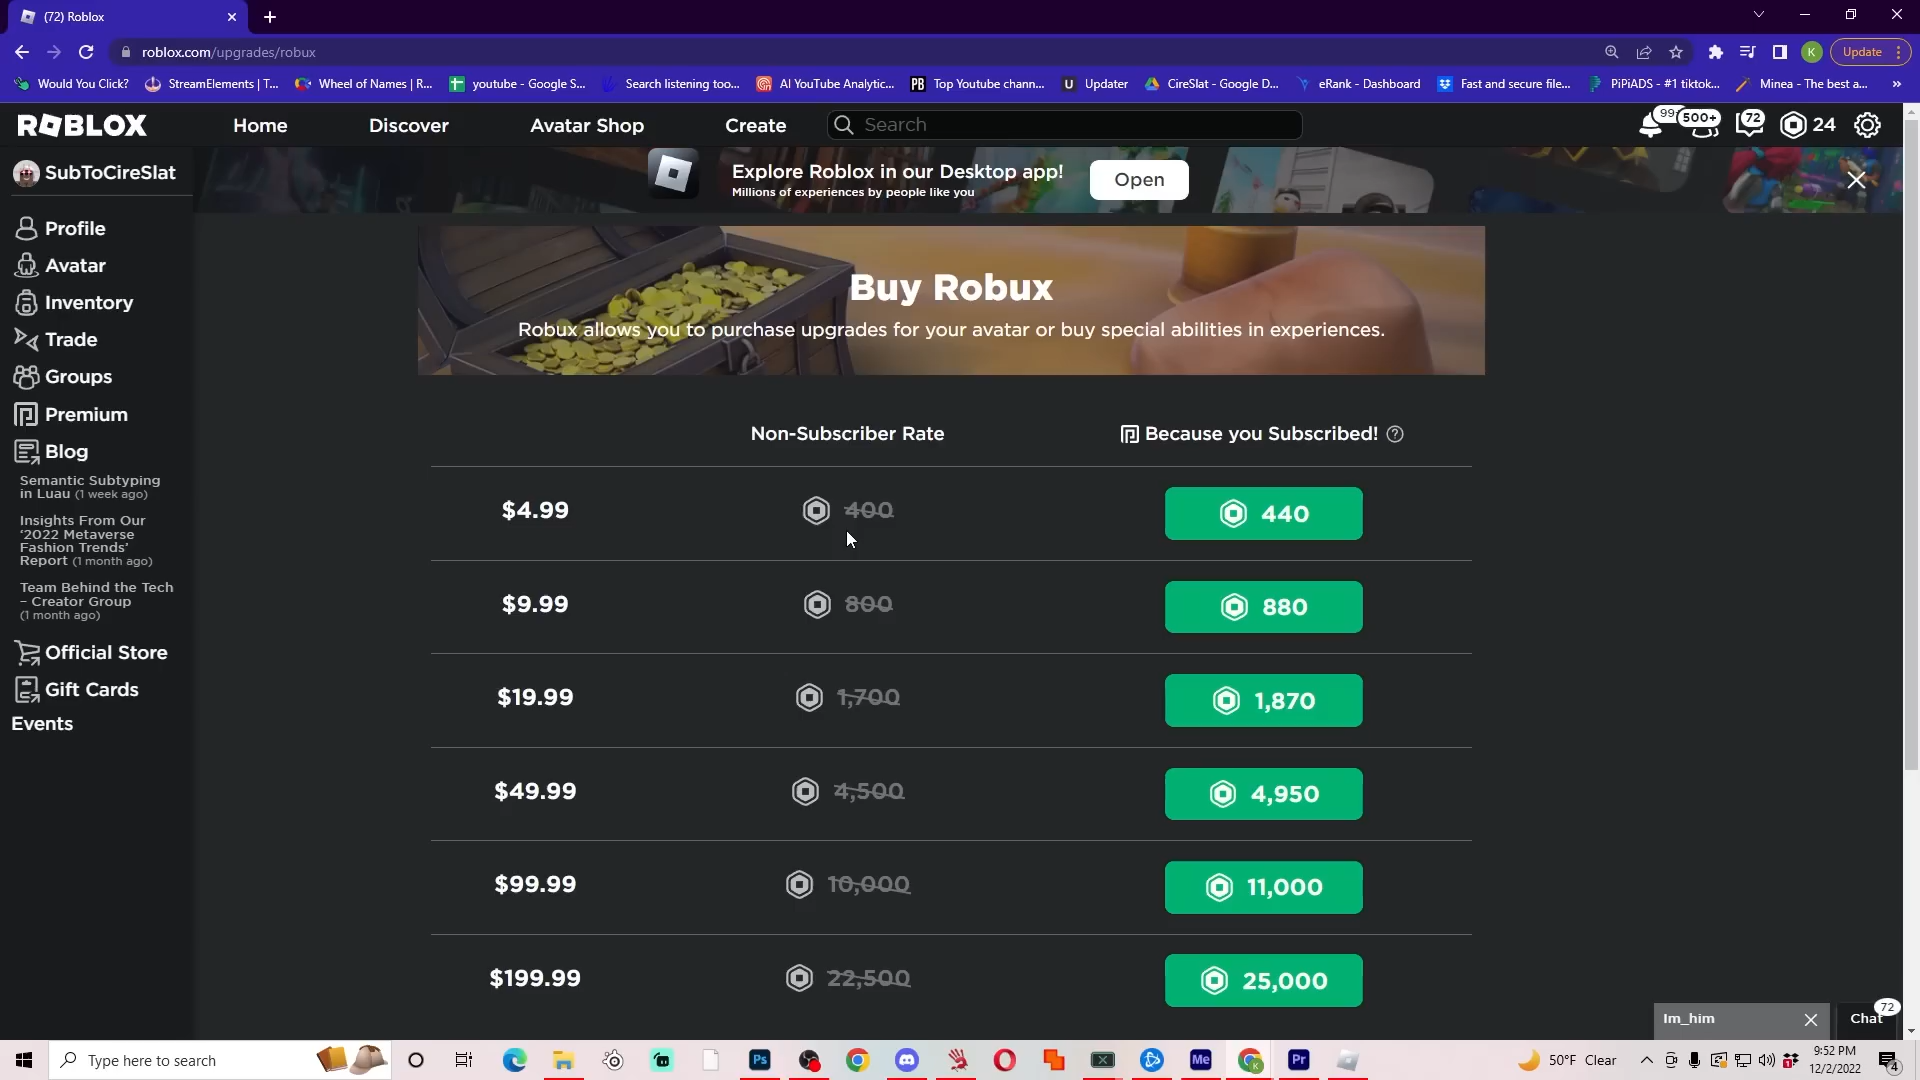 (72) Roblox
roblox.com/upgrades/robux
Update
Would You Click?
StreamElements | T...
Wheel of Names | R...
youtube - Google S...
Search listening too...
AI YouTube Analytic...
PB Top Youtube chann...
U Updater
CireSlat - Google D...
eRank - Dashboard
Fast and secure file...
PiPiADS - #1 tiktok...
Minea - The best a...
ROBLOX
Home
Discover
Avatar Shop
Create
Search
99+
500+
72
24
SubToCireSlat
Explore Roblox in our Desktop app!
Millions of experiences by people like you
Open
Profile
Avatar
Inventory
Trade
Groups
Premium
Blog
Semantic Subtyping
in Luau (1 week ago)
Insights From Our
‘2022 Metaverse
Fashion Trends’
Report (1 month ago)
Team Behind the Tech
– Creator Group
(1 month ago)
Official Store
Gift Cards
Events
Buy Robux
Robux allows you to purchase upgrades for your avatar or buy special abilities in experiences.
Non-Subscriber Rate
Because you Subscribed!
$4.99 400 440
$9.99 800 880
$19.99 1,700 1,870
$49.99 4,500 4,950
$99.99 10,000 11,000
$199.99 22,500 25,000
Im_him
Chat
72
Type here to search
Ps
Me
Pr
50°F Clear
9:52 PM
12/2/2022
4